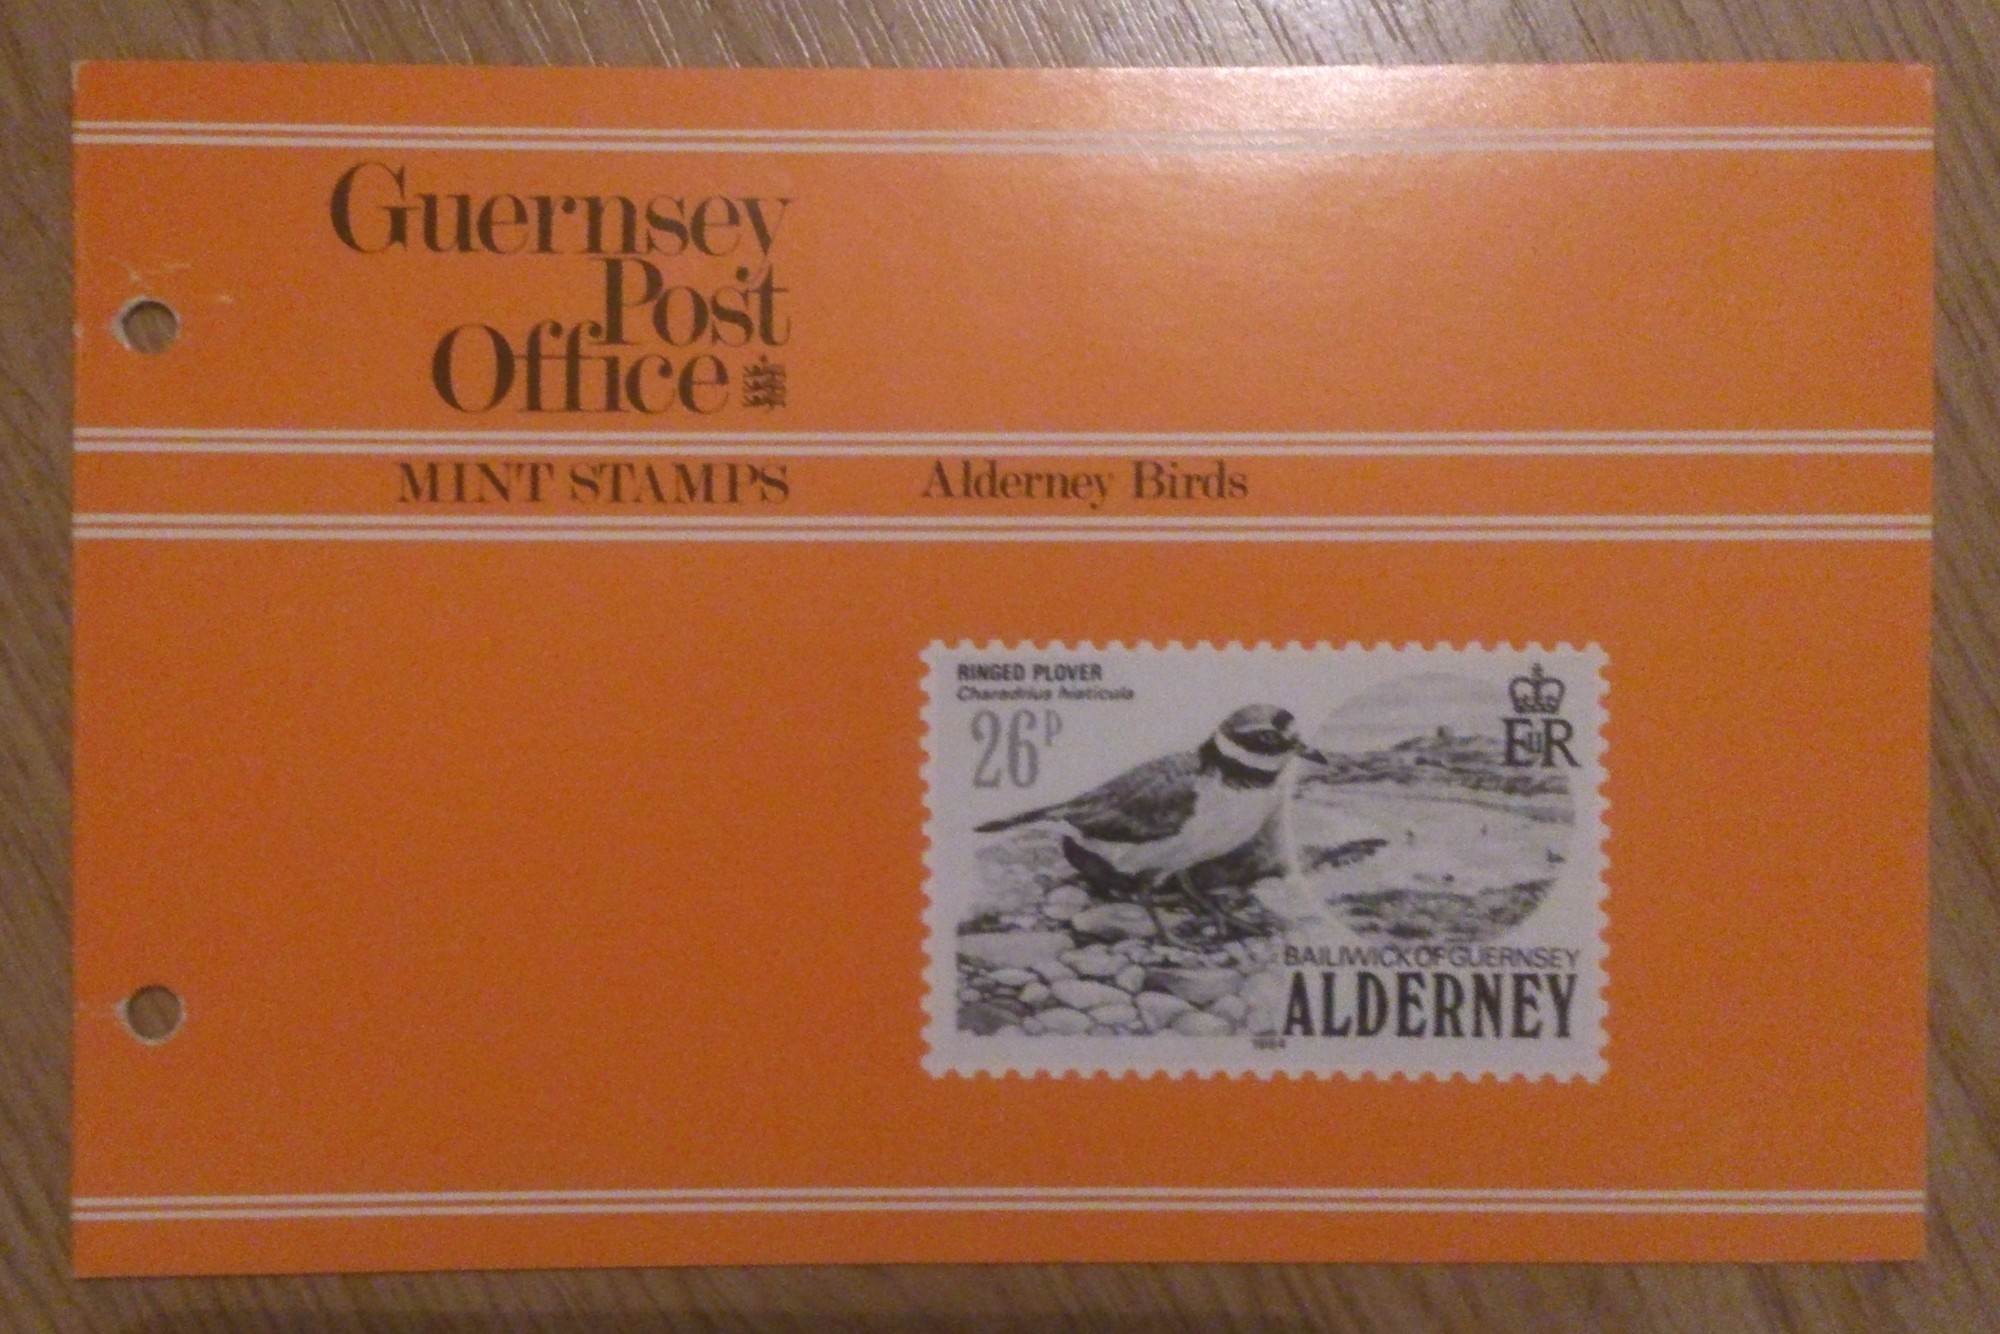 Guernsey
Post
Office
MINT STAMPS
Alderney Birds
RINGED PLOVER
Charadrius hiaticula
26P
EIIR
BAILIWICK OF GUERNSEY
ALDERNEY
1984